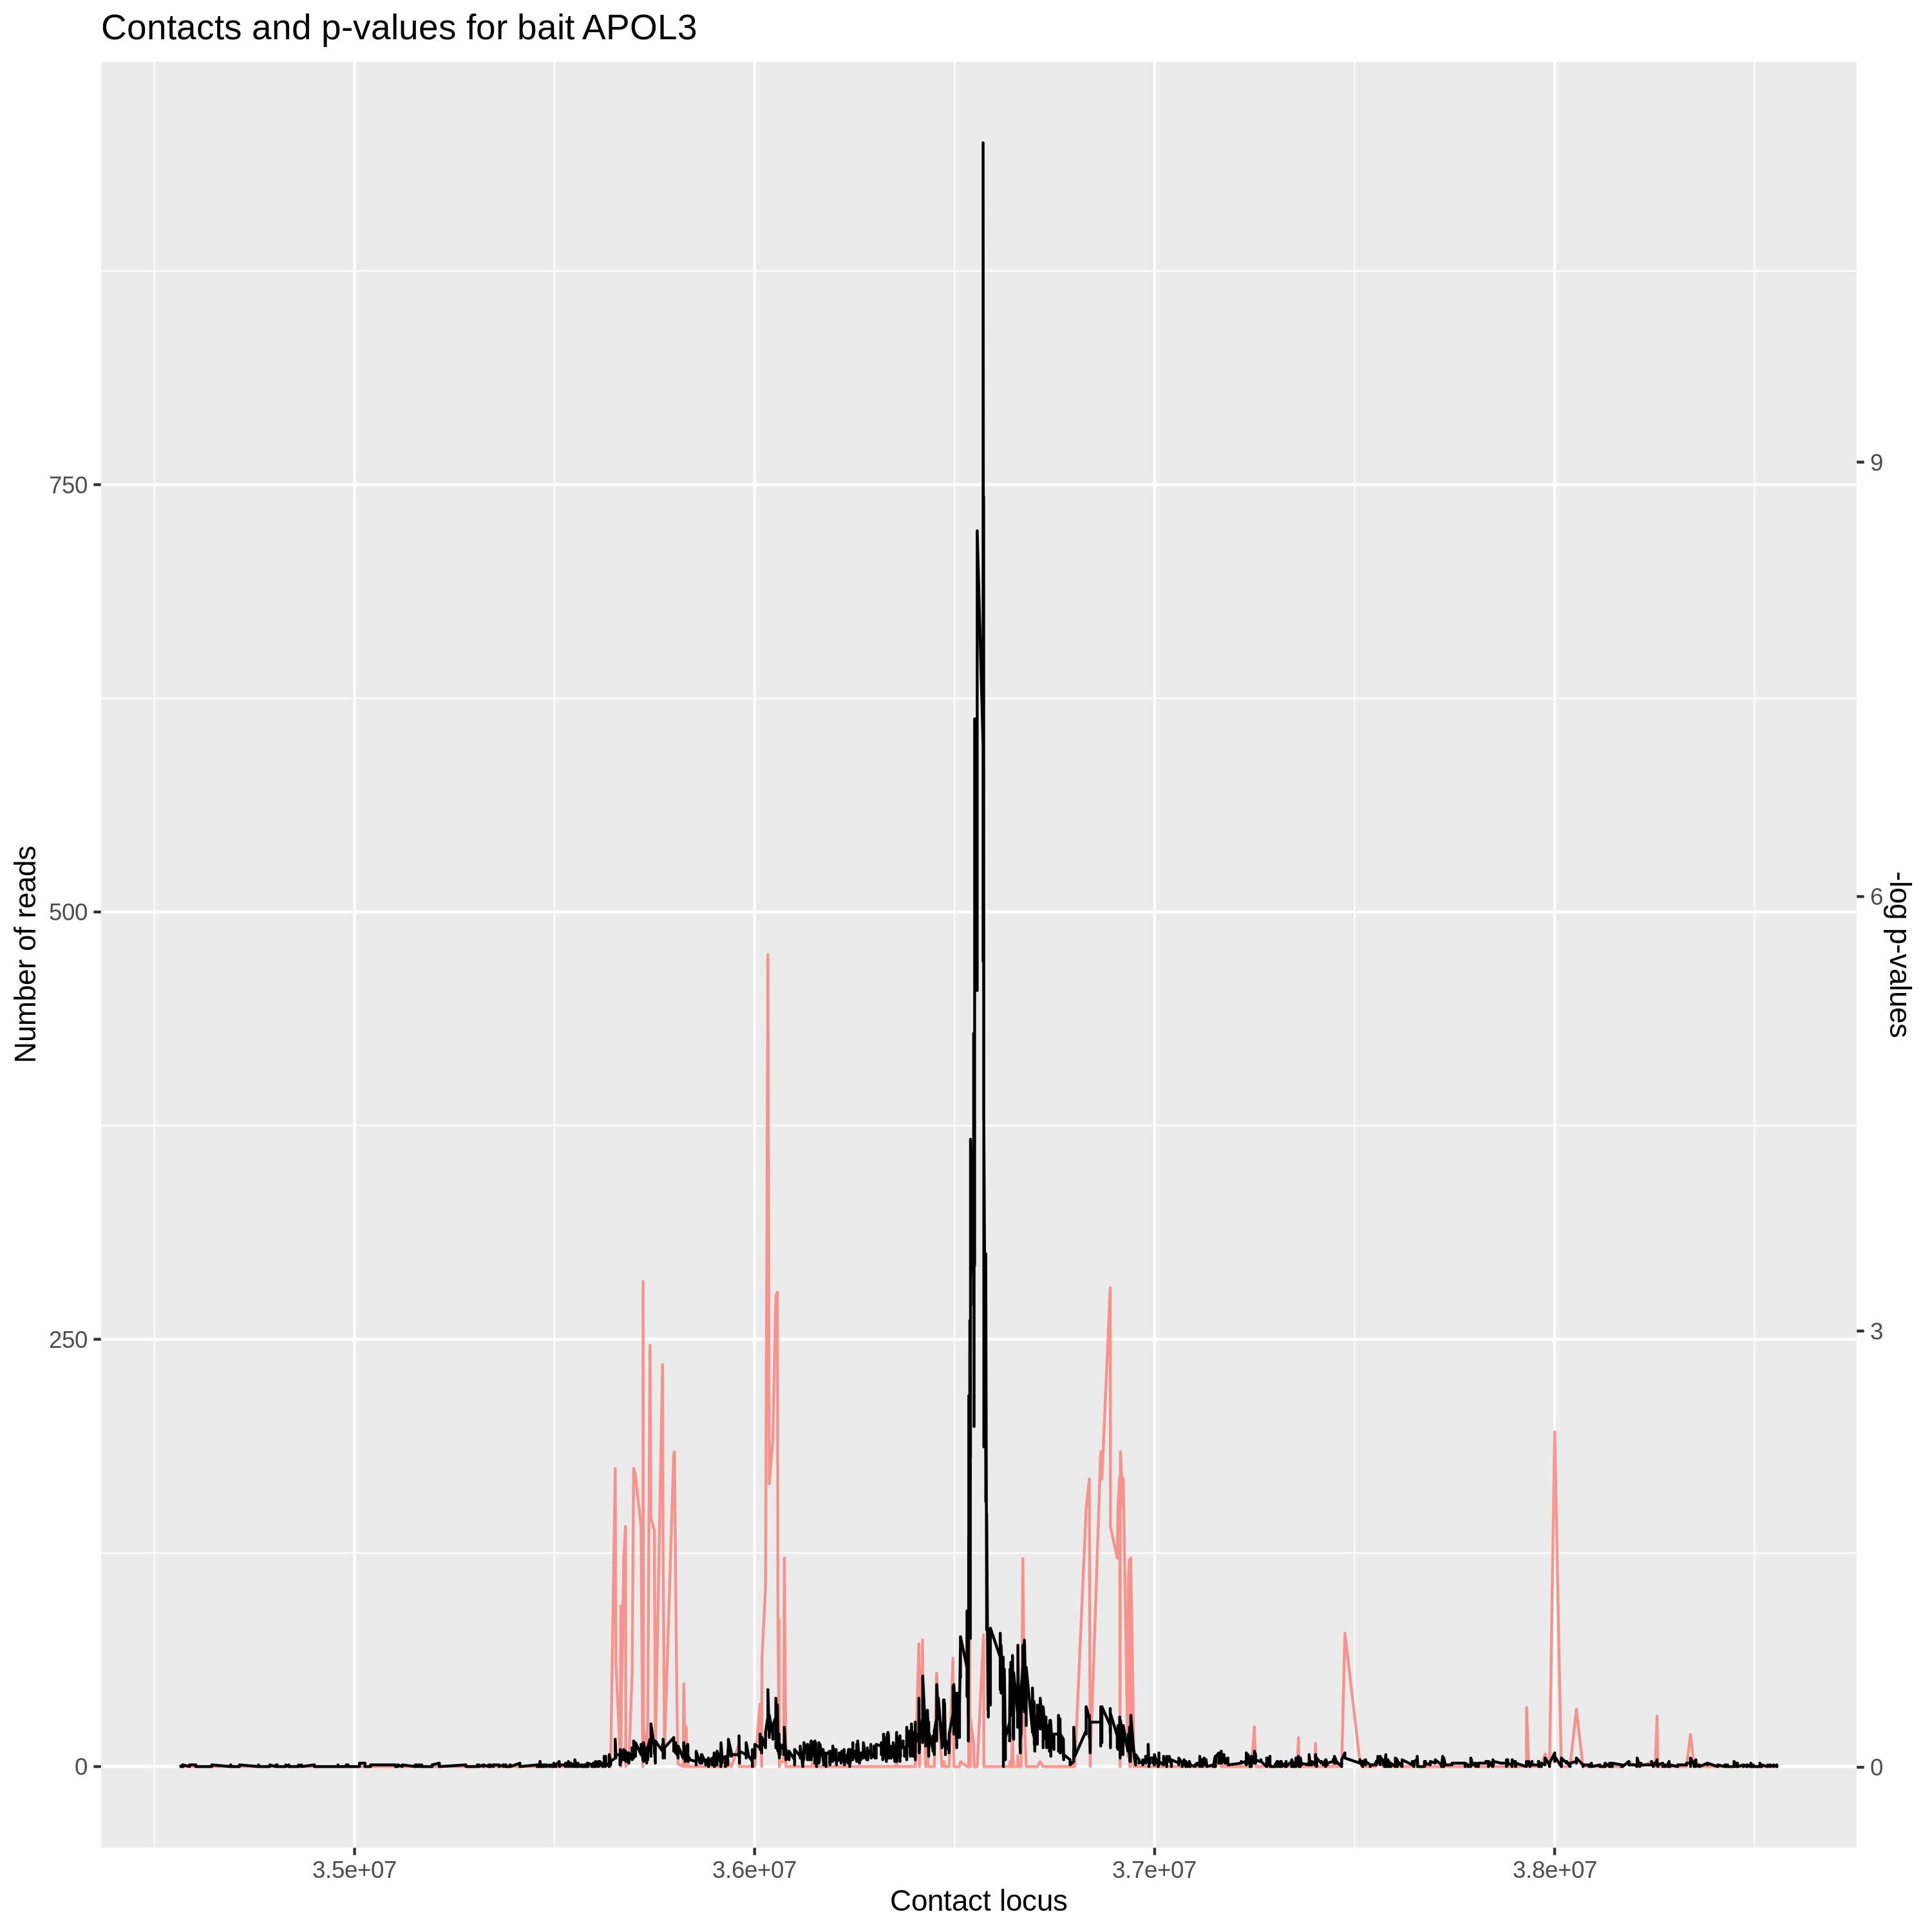 Contacts and p-values for bait APOL3
Number of reads
750
500
250
0
9
6
3
0
-log p-values
3.5e+07
3.6e+07
3.7e+07
3.8e+07
Contact locus